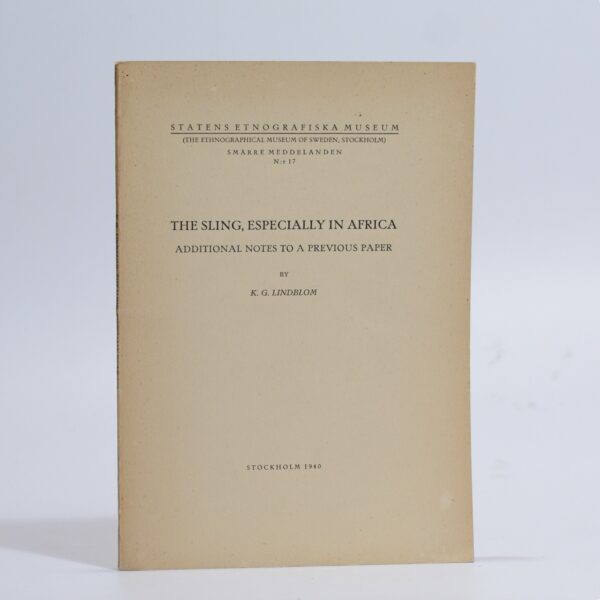 STATENS ETNOGRAFISKA MUSEUM
(THE ETHNOGRAPHICAL MUSEUM OF SWEDEN, STOCKHOLM)
SMÄRRE MEDDELANDEN
N:r 17
THE SLING, ESPECIALLY IN AFRICA
ADDITIONAL NOTES TO A PREVIOUS PAPER
BY
K. G. LINDBLOM
STOCKHOLM 1940